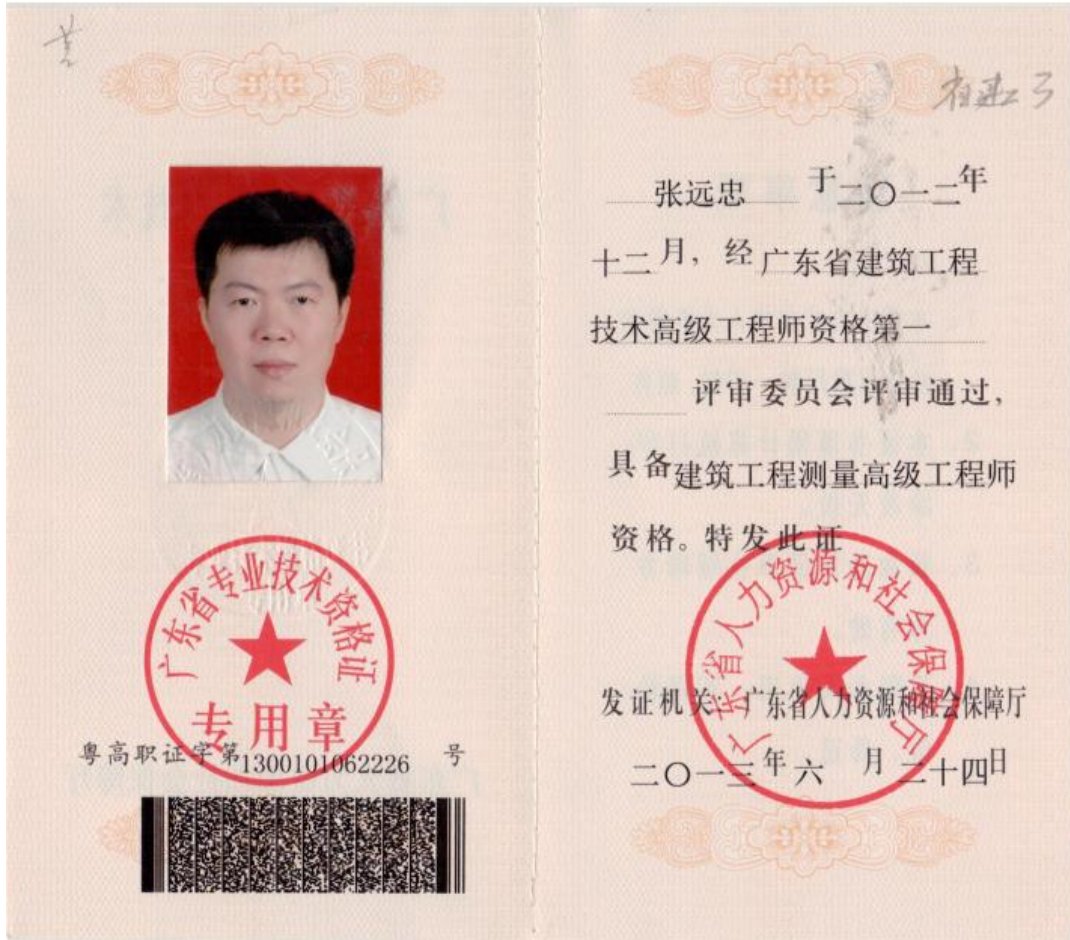 广东省专业技术资格证
专用章
粤高职证字第1300101062226 号
张远忠 于二〇一二年
十二月，经广东省建筑工程
技术高级工程师资格第一
评审委员会评审通过，
具备建筑工程测量高级工程师
资格。特发此证
广东省人力资源和社会保障厅
发证机关：广东省人力资源和社会保障厅
二〇一三年六月二十四日